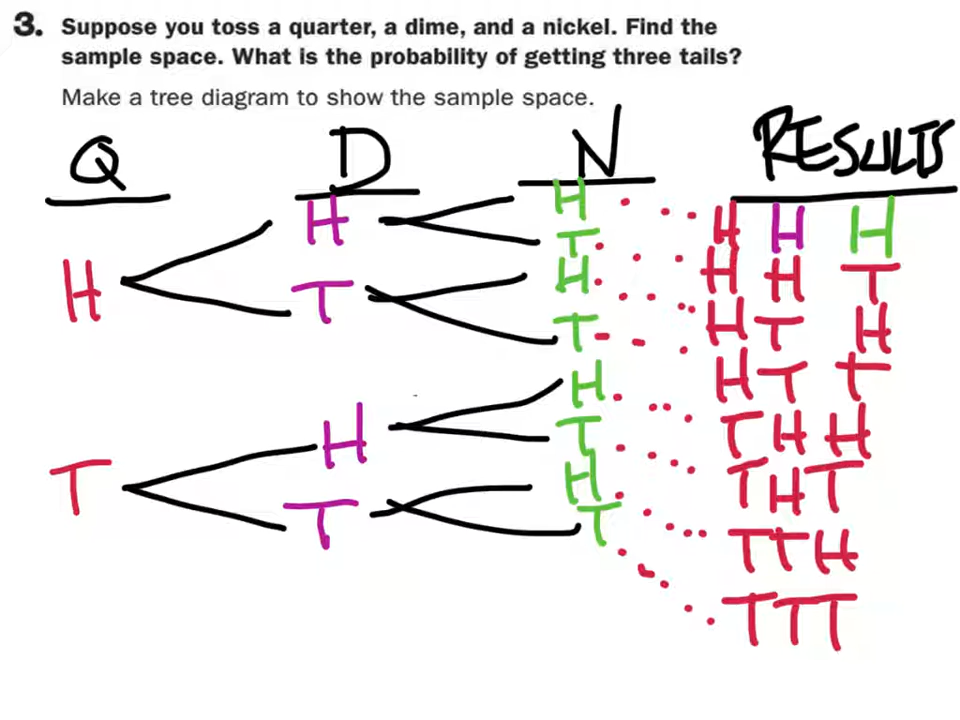 3. Suppose you toss a quarter, a dime, and a nickel. Find the
sample space. What is the probability of getting three tails?
Make a tree diagram to show the sample space.
Q D N RESULTS
H H H H H
T H H T
H T H H T H
T H T T
H H T H H
T T H T
T T H T T H
T T T T